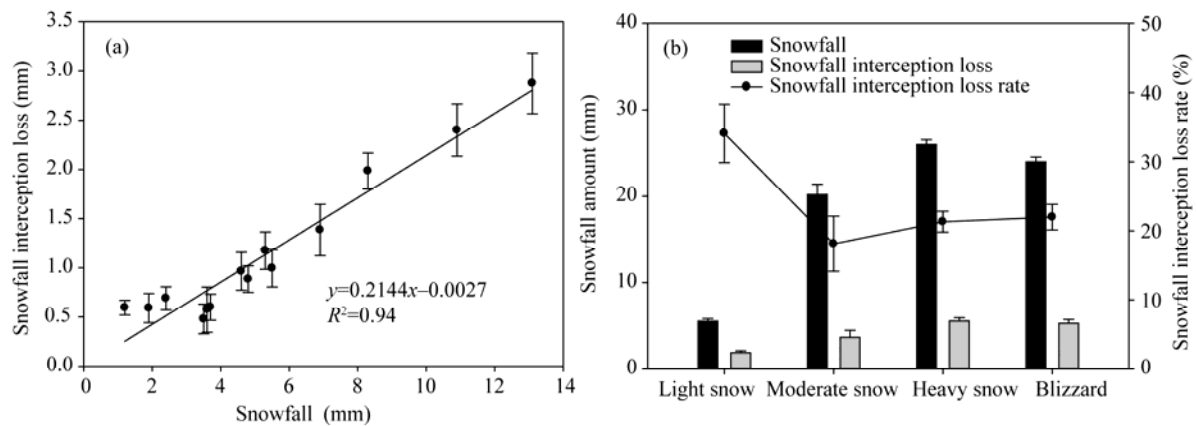 (a)
Snowfall interception loss (mm)
3.5
3.0
2.5
2.0
1.5
1.0
0.5
0.0
y=0.2144x–0.0027
R²=0.94
0 2 4 6 8 10 12 14
Snowfall (mm)
(b)
Snowfall amount (mm)
40
30
20
10
0
Snowfall
Snowfall interception loss
Snowfall interception loss rate
Light snow Moderate snow Heavy snow Blizzard
50
40
30
20
10
0
Snowfall interception loss rate (%)